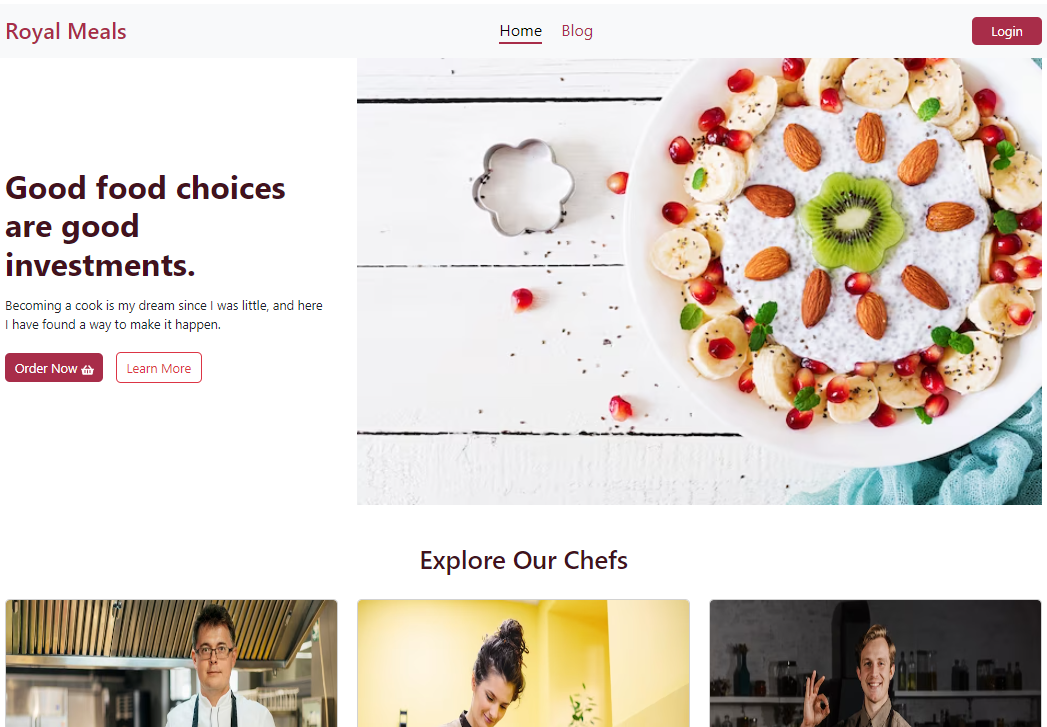 Royal Meals
Home
Blog
Login
Good food choices
are good
investments.
Becoming a cook is my dream since I was little, and here
I have found a way to make it happen.
Order Now
Learn More
Explore Our Chefs